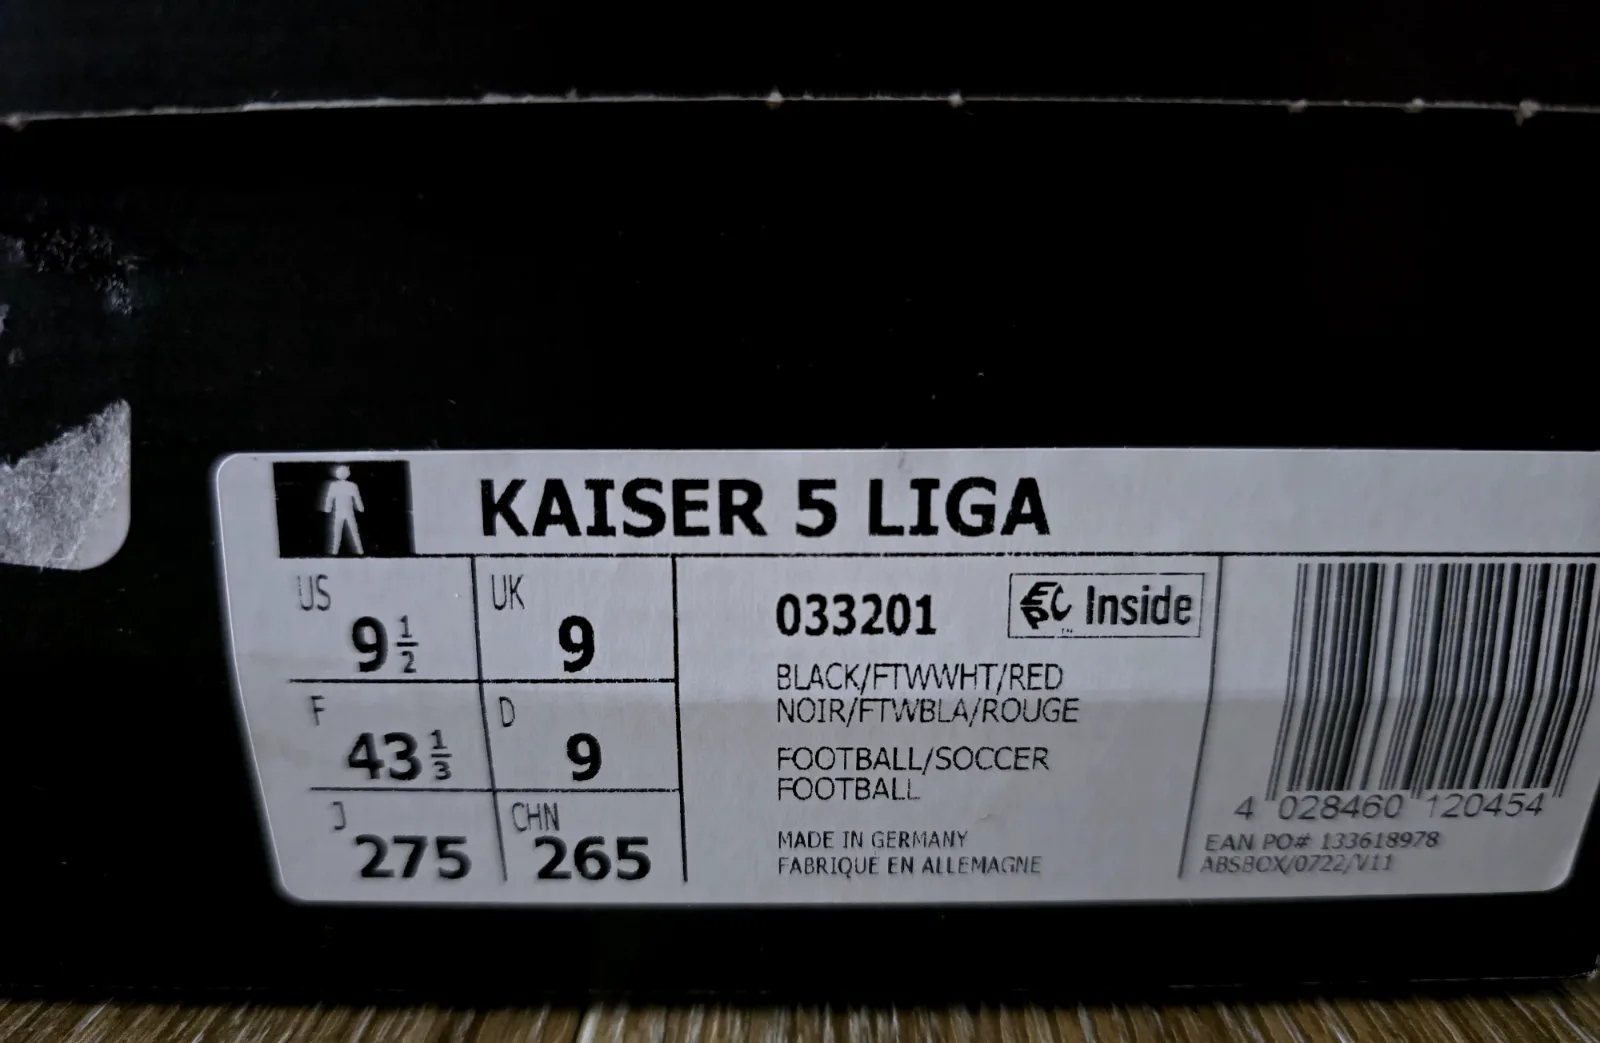 KAISER 5 LIGA
US 9 1/2
UK 9
F 43 1/3
D 9
J 275
CHN 265
033201
EPC Inside
BLACK/FTWWHT/RED
NOIR/FTWBLA/ROUGE
FOOTBALL/SOCCER
FOOTBALL
MADE IN GERMANY
FABRIQUE EN ALLEMAGNE
4 028460 120454
EAN PO# 133618978
ABSBOX/0722/V11